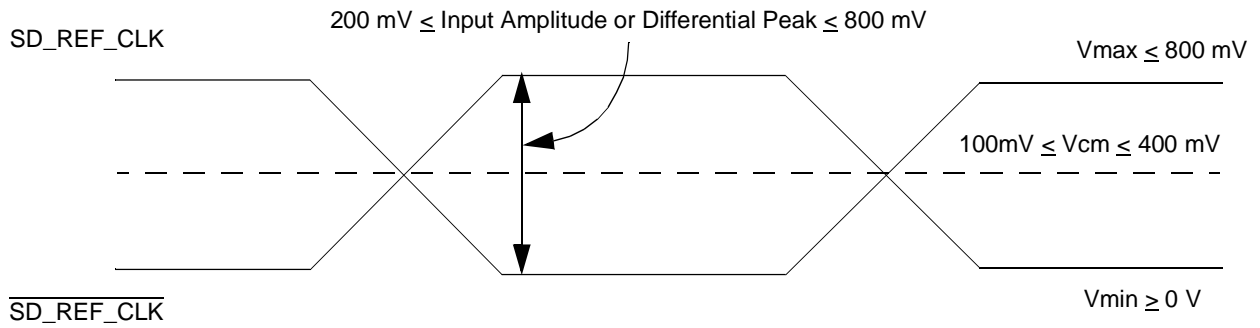 200 mV ≤ Input Amplitude or Differential Peak ≤ 800 mV
SD_REF_CLK
Vmax ≤ 800 mV
100mV ≤ Vcm ≤ 400 mV
Vmin ≥ 0 V
SD_REF_CLK